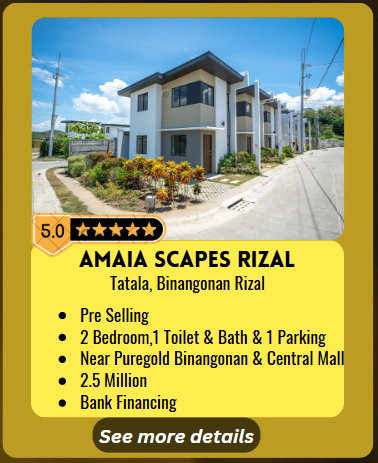 5.0
AMAIA SCAPES RIZAL
Tatala, Binangonan Rizal
Pre Selling
2 Bedroom,1 Toilet & Bath & 1 Parking
Near Puregold Binangonan & Central Mall
2.5 Million
Bank Financing
See more details